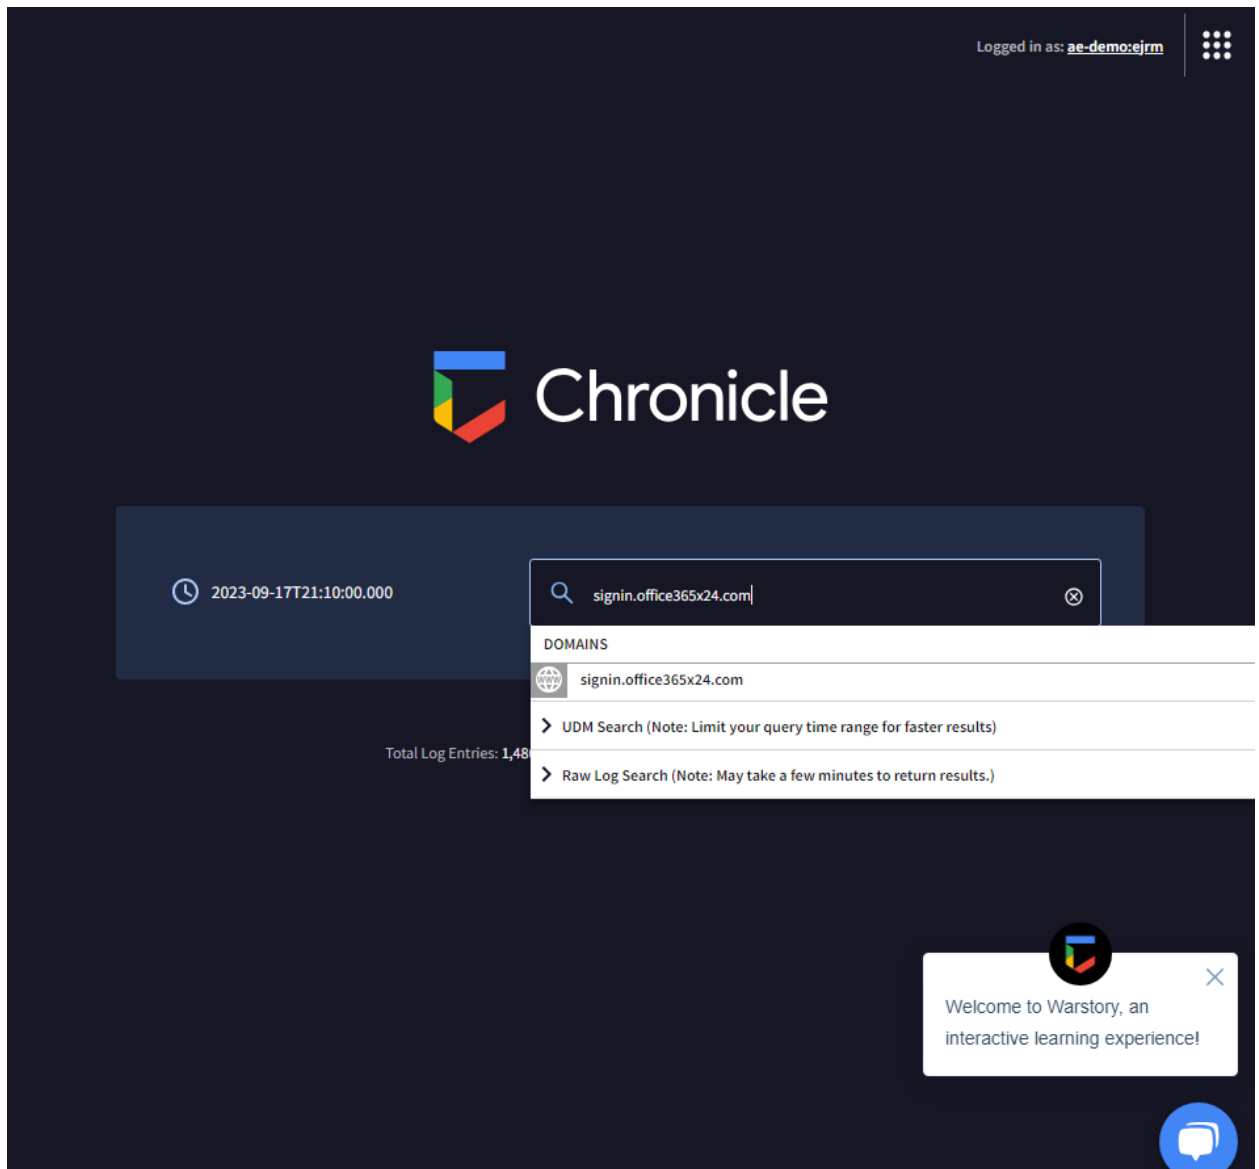 Logged in as: ae-demo:ejrm
Chronicle
2023-09-17T21:10:00.000
signin.office365x24.com
DOMAINS
signin.office365x24.com
UDM Search (Note: Limit your query time range for faster results)
Total Log Entries: 1,48
Raw Log Search (Note: May take a few minutes to return results.)
Welcome to Warstory, an
interactive learning experience!